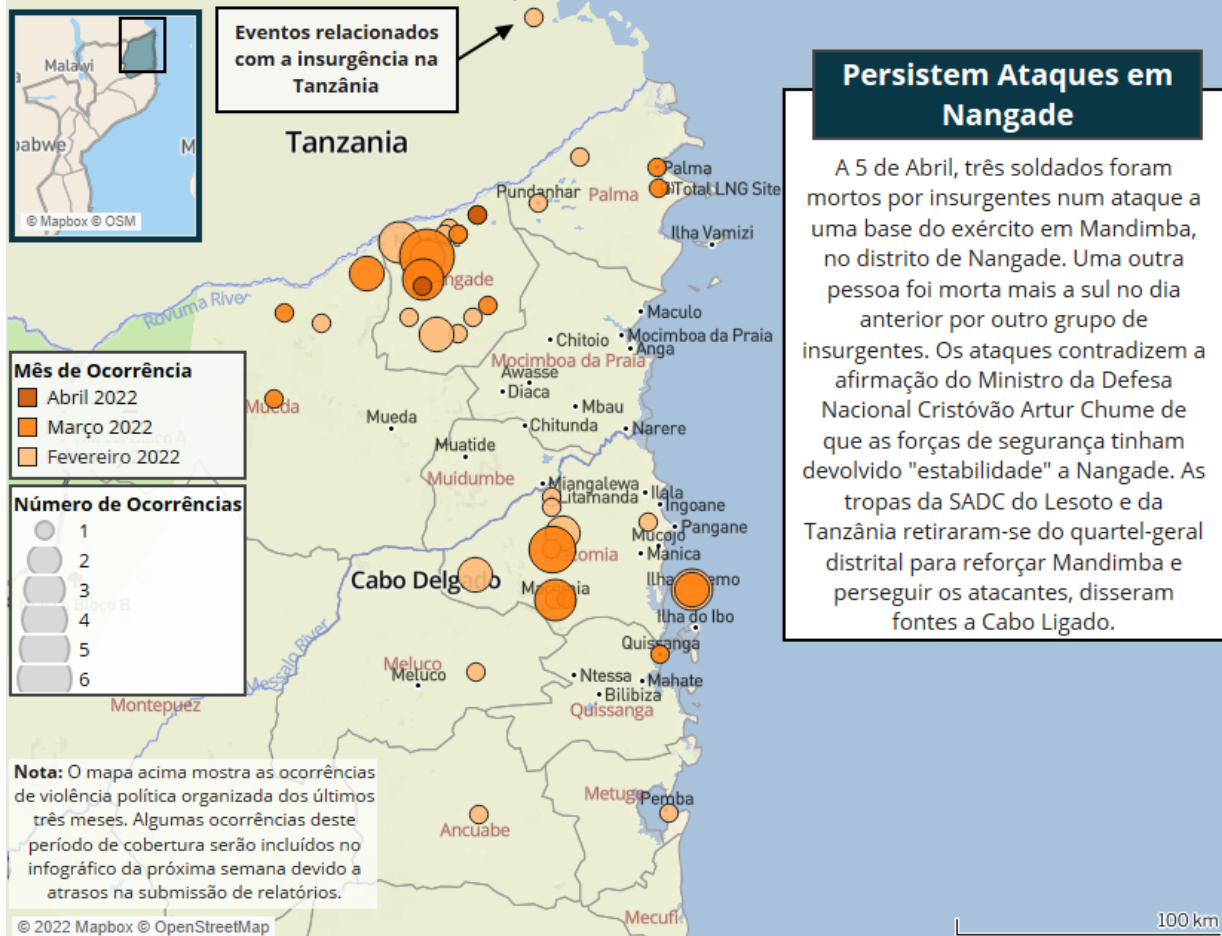 Malawi
babwe
M
© Mapbox © OSM
Eventos relacionados
com a insurgência na
Tanzânia
Tanzania
Persistem Ataques em
Nangade
A 5 de Abril, três soldados foram
mortos por insurgentes num ataque a
uma base do exército em Mandimba,
no distrito de Nangade. Uma outra
pessoa foi morta mais a sul no dia
anterior por outro grupo de
insurgentes. Os ataques contradizem a
afirmação do Ministro da Defesa
Nacional Cristóvão Artur Chume de
que as forças de segurança tinham
devolvido "estabilidade" a Nangade. As
tropas da SADC do Lesoto e da
Tanzânia retiraram-se do quartel-geral
distrital para reforçar Mandimba e
perseguir os atacantes, disseram
fontes a Cabo Ligado.
Palma
Total LNG Site
Pundanhar
Palma
Ilha Vamizi
ngade
Rovuma River
Maculo
Chitoio
Mocimboa da Praia
Anga
Mocimboa da Praia
Awasse
Diaca
Mbau
Chitunda
Narere
Mueda
Mueda
Muatide
Muidumbe
Miangalewa
Litamanda
Ilala
Ingoane
Pangane
Mucojo
Manica
omia
Cabo Delgado
Ilha
emo
Ilha do Ibo
Quissanga
Meluco
Meluco
Messalo River
Ntessa
Mahate
Bilibiza
Quissanga
Montepuez
Metuge
Pemba
Ancuabe
Mecufi
Mês de Ocorrência
Abril 2022
Março 2022
Fevereiro 2022
Número de Ocorrências
1
2
3
4
5
6
Nota: O mapa acima mostra as ocorrências
de violência política organizada dos últimos
três meses. Algumas ocorrências deste
período de cobertura serão incluídos no
infográfico da próxima semana devido a
atrasos na submissão de relatórios.
© 2022 Mapbox © OpenStreetMap
100 km